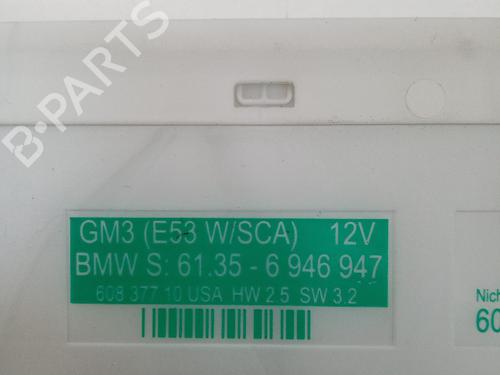 B-PARTS
GM3 (E53 W/SCA) 12V
BMW S: 61.35 - 6 946 947
608 377 10 USA HW 2.5 SW 3.2
Nich
60